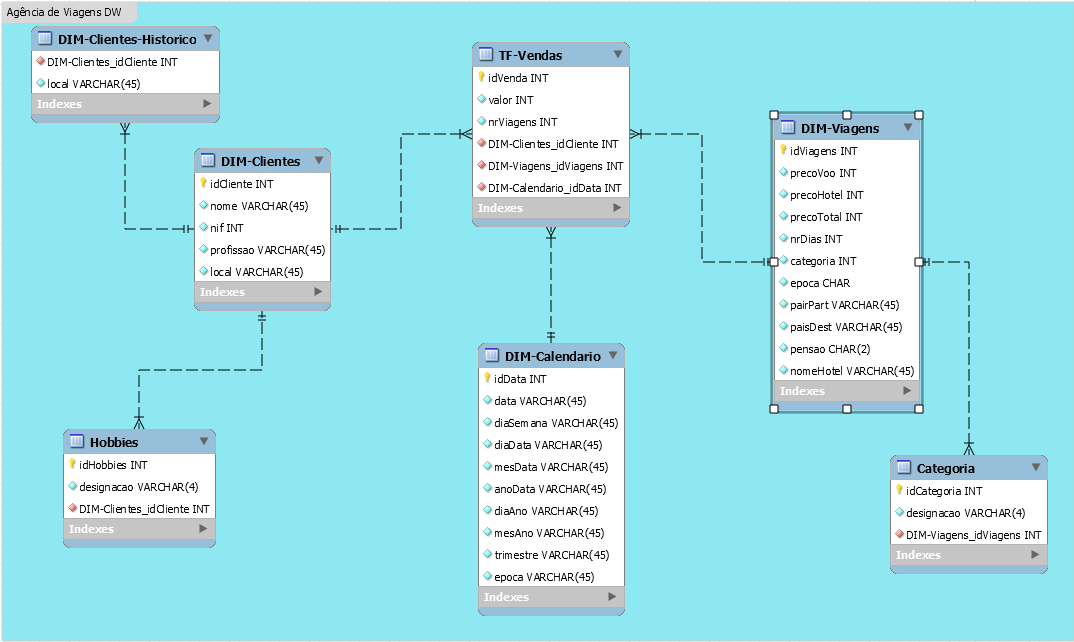 Agência de Viagens DW
DIM-Clientes-Historico
DIM-Clientes_idCliente INT
local VARCHAR(45)
Indexes
DIM-Clientes
idCliente INT
nome VARCHAR(45)
nif INT
profissao VARCHAR(45)
local VARCHAR(45)
Indexes
Hobbies
idHobbies INT
designacao VARCHAR(4)
DIM-Clientes_idCliente INT
Indexes
TF-Vendas
idVenda INT
valor INT
nrViagens INT
DIM-Clientes_idCliente INT
DIM-Viagens_idViagens INT
DIM-Calendario_idData INT
Indexes
DIM-Calendario
idData INT
data VARCHAR(45)
diaSemana VARCHAR(45)
diaData VARCHAR(45)
mesData VARCHAR(45)
anoData VARCHAR(45)
diaAno VARCHAR(45)
mesAno VARCHAR(45)
trimestre VARCHAR(45)
epoca VARCHAR(45)
Indexes
DIM-Viagens
idViagens INT
precoVoo INT
precoHotel INT
precoTotal INT
nrDias INT
categoria INT
epoca CHAR
pairPart VARCHAR(45)
paisDest VARCHAR(45)
pensao CHAR(2)
nomeHotel VARCHAR(45)
Indexes
Categoria
idCategoria INT
designacao VARCHAR(4)
DIM-Viagens_idViagens INT
Indexes